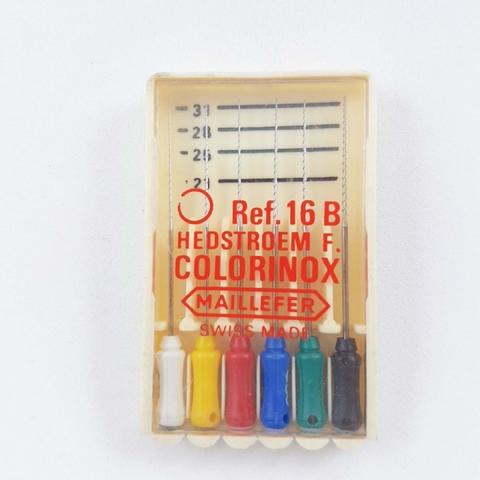 31
28
25
21
Ref. 16 B
HEDSTROEM F.
COLORINOX
MAILLEFER
SWISS MADE